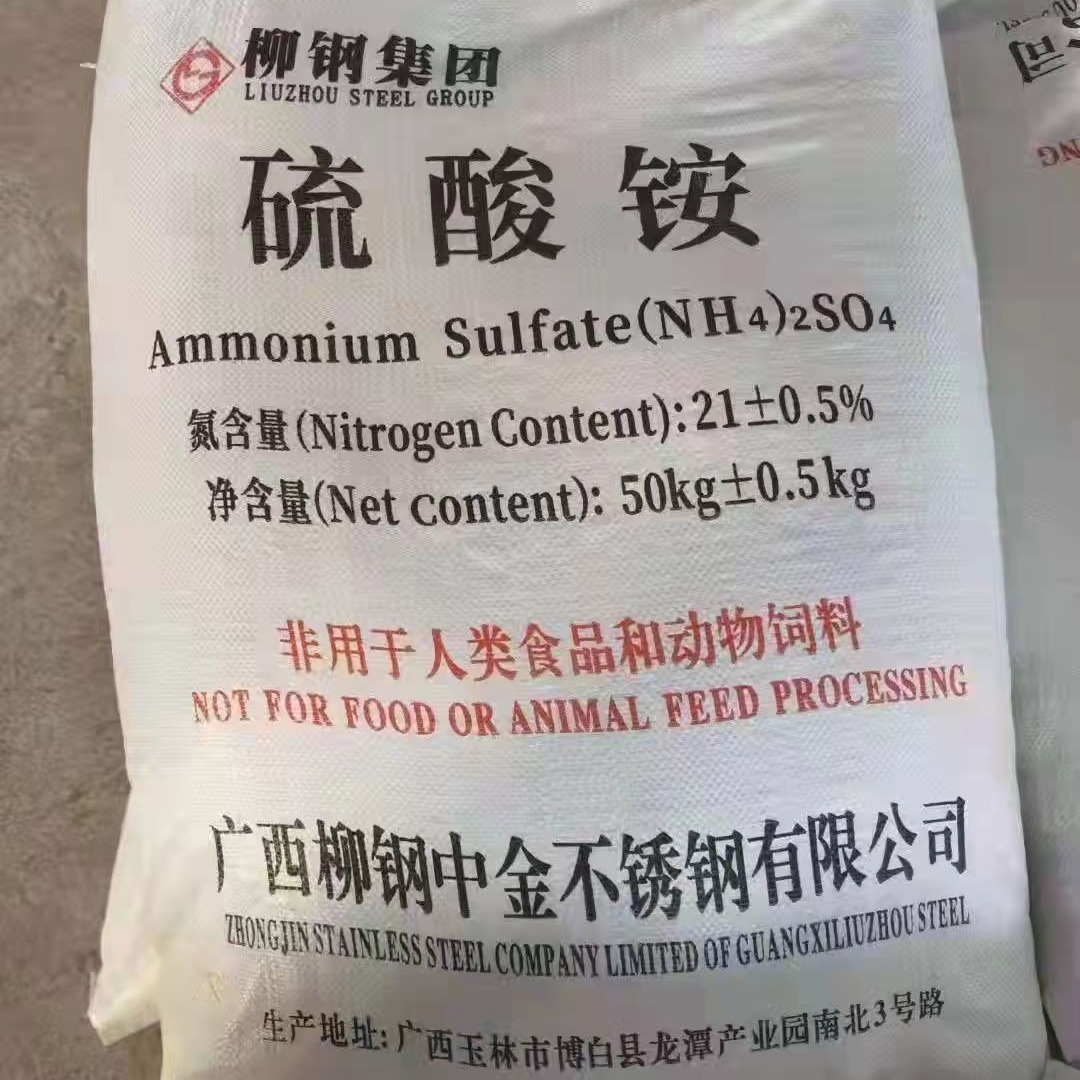 柳钢集团
LIUZHOU STEEL GROUP
硫酸铵
Ammonium Sulfate(NH4)2SO4
氮含量(Nitrogen Content):21±0.5%
净含量(Net content): 50kg±0.5kg
非用于人类食品和动物饲料
NOT FOR FOOD OR ANIMAL FEED PROCESSING
广西柳钢中金不锈钢有限公司
ZHONGJIN STAINLESS STEEL COMPANY LIMITED OF GUANGXILIUZHOU STEEL
生产地址:广西玉林市博白县龙潭产业园南北3号路
公司
NG